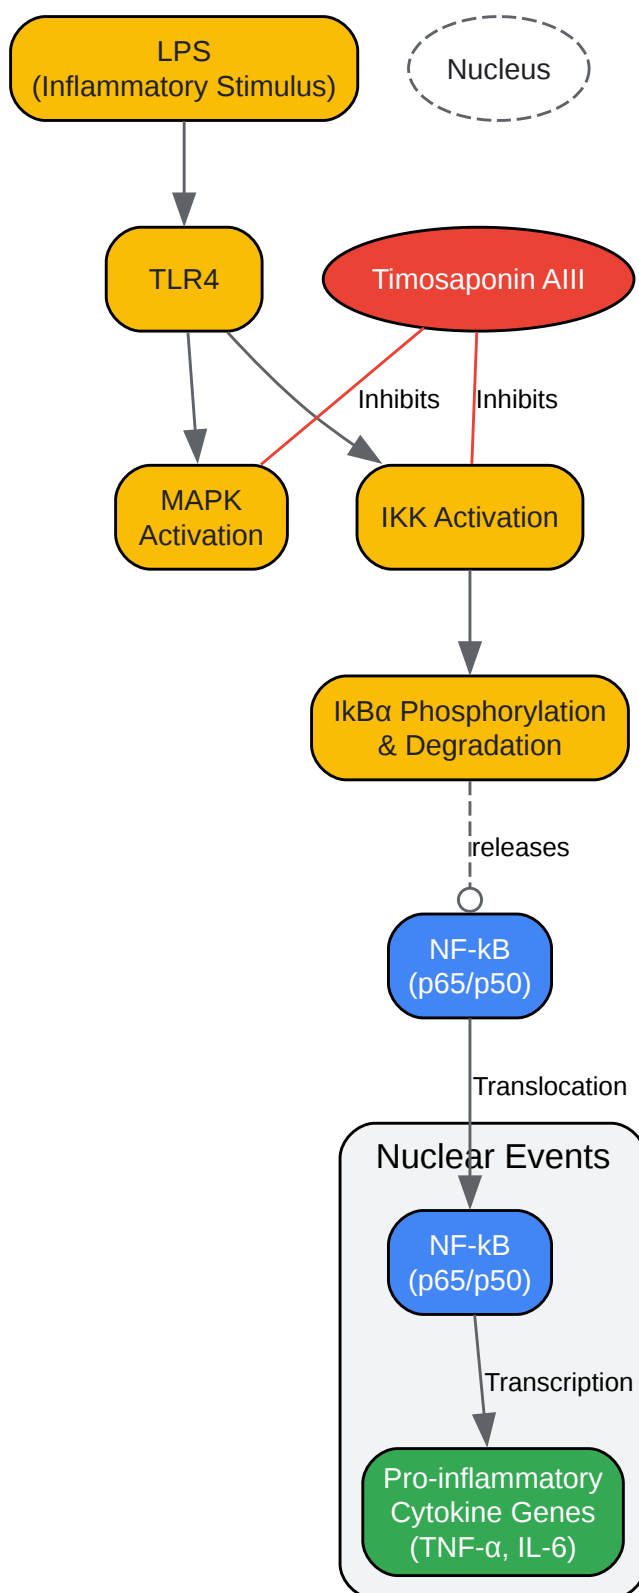 LPS
(Inflammatory Stimulus)
Nucleus
TLR4
Timosaponin AIII
Inhibits
Inhibits
MAPK
Activation
IKK Activation
IkBα Phosphorylation
& Degradation
releases
NF-kB
(p65/p50)
Translocation
Nuclear Events
NF-kB
(p65/p50)
Transcription
Pro-inflammatory
Cytokine Genes
(TNF-α, IL-6)